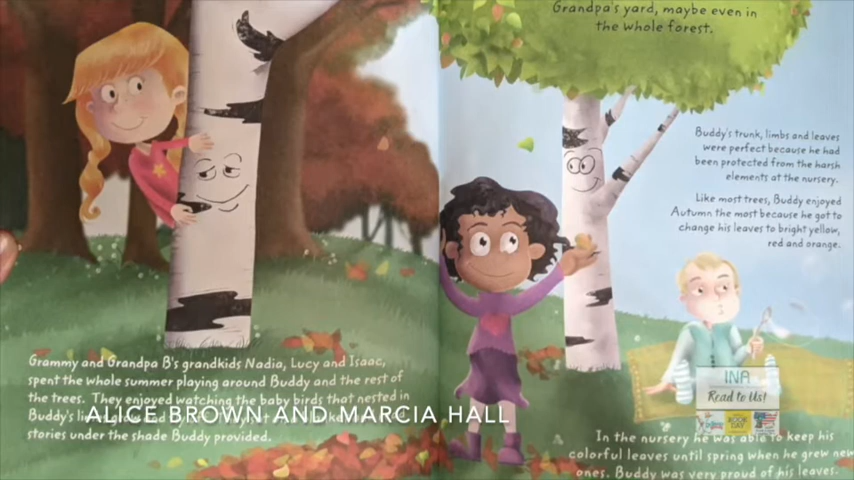 Grammy and Grandpa B's grandkids Nadia, Lucy and Isaac,
spent the whole summer playing around Buddy and the rest of
the trees. They enjoyed watching the baby birds that nested in
Buddy's
ALICE BROWN AND MARCIA HALL
stories under the shade Buddy provided.
Grandpa's yard, maybe even in
the whole forest.
Buddy's trunk, limbs and leaves
were perfect because he had
been protected from the harsh
elements at the nursery.
Like most trees, Buddy enjoyed
Autumn the most because he got to
change his leaves to bright yellow,
red and orange.
INA
Read to Us!
BOOK
DAY
In the nursery he was able to keep his
colorful leaves until spring when he grew new
ones. Buddy was very proud of his leaves.